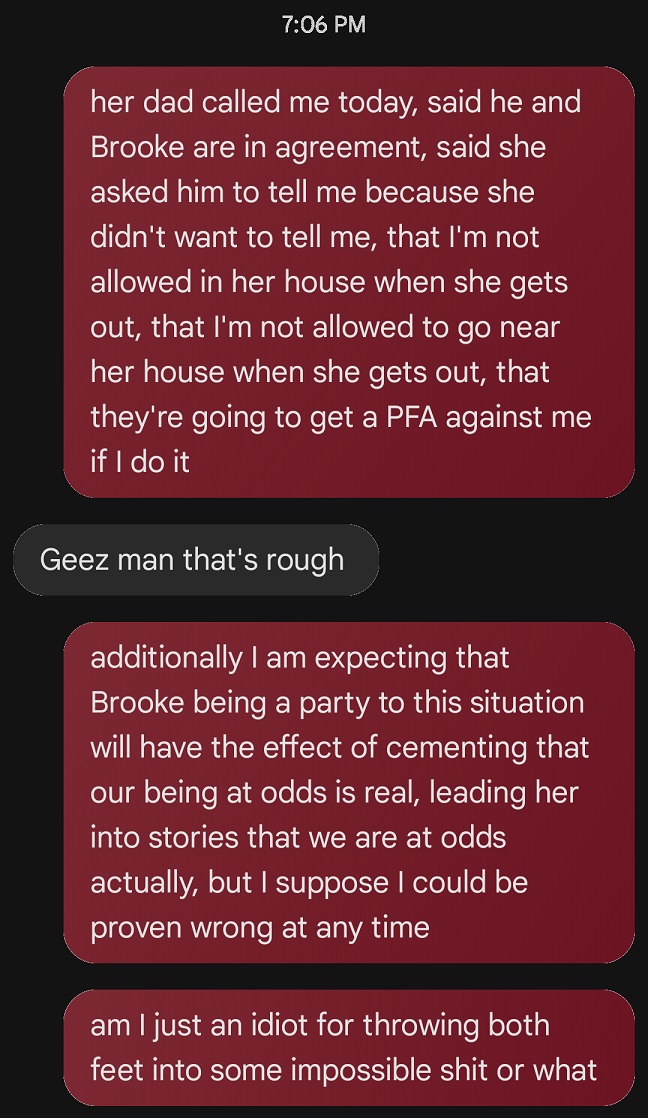 7:06 PM
her dad called me today, said he and
Brooke are in agreement, said she
asked him to tell me because she
didn't want to tell me, that I'm not
allowed in her house when she gets
out, that I'm not allowed to go near
her house when she gets out, that
they're going to get a PFA against me
if I do it
Geez man that's rough
additionally I am expecting that
Brooke being a party to this situation
will have the effect of cementing that
our being at odds is real, leading her
into stories that we are at odds
actually, but I suppose I could be
proven wrong at any time
am I just an idiot for throwing both
feet into some impossible shit or what